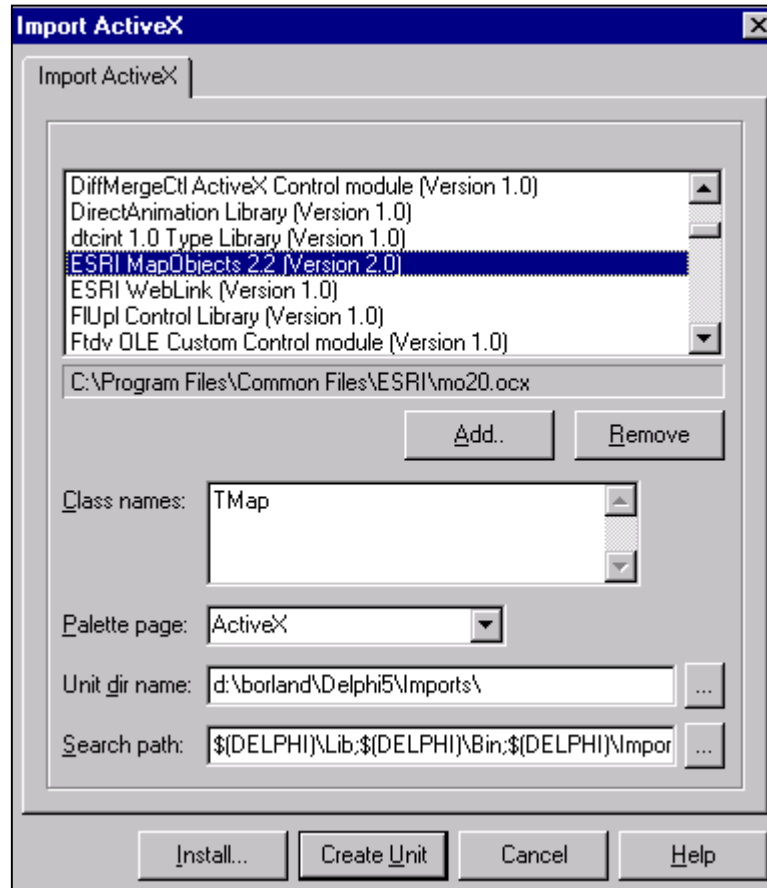 Import ActiveX
Import ActiveX
DiffMergeCtl ActiveX Control module (Version 1.0)
DirectAnimation Library (Version 1.0)
dtcint 1.0 Type Library (Version 1.0)
ESRI MapObjects 2.2 (Version 2.0)
ESRI WebLink (Version 1.0)
FlUpl Control Library (Version 1.0)
Ftdv OLE Custom Control module (Version 1.0)
C:\Program Files\Common Files\ESRI\mo20.ocx
Add.. Remove
Class names: TMap
Palette page: ActiveX
Unit dir name: d:\borland\Delphi5\Imports\ ...
Search path: $(DELPHI)\Lib;$(DELPHI)\Bin;$(DELPHI)\Impor ...
Install... Create Unit Cancel Help